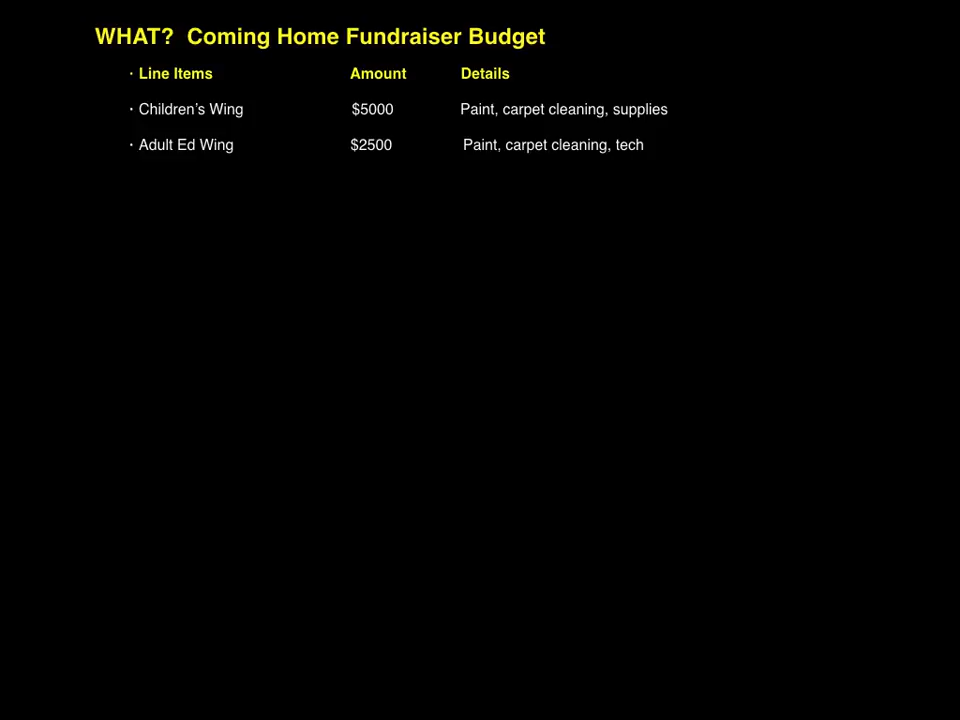 WHAT?  Coming Home Fundraiser Budget
· Line Items Amount Details
· Children’s Wing $5000 Paint, carpet cleaning, supplies
· Adult Ed Wing $2500 Paint, carpet cleaning, tech